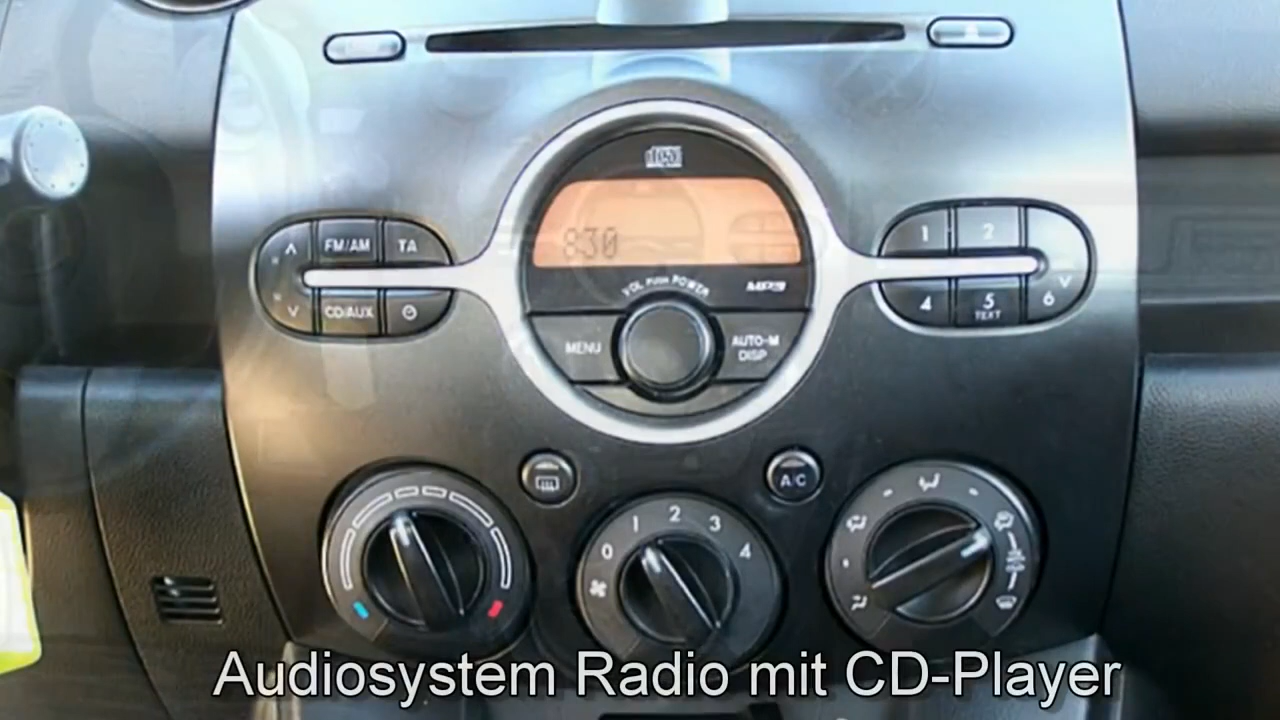 FM/AM
TA
1
2
830
VOL PUSH POWER
MP3
CD/AUX
4
5
TEXT
6
MENU
AUTO-M
DISP
A/C
0
1
2
3
4
Audiosystem Radio mit CD-Player